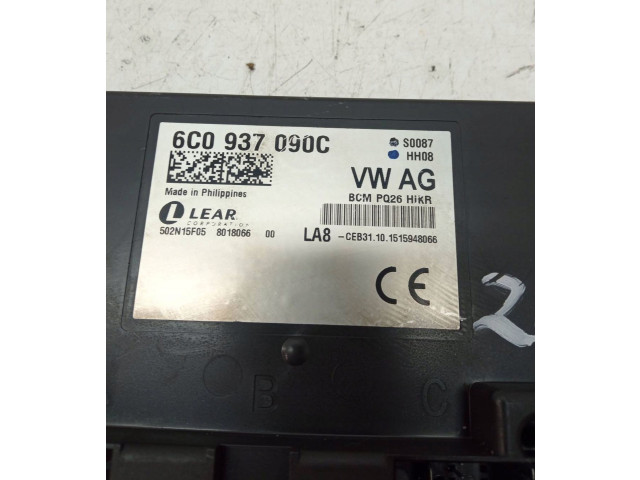 6C0 937 090C
S0087
HH08
VW AG
BCM PQ26 HiKR
Made in Philippines
LEAR
CORPORATION
502N15F05 8018066 00
LA8 -CEB31.10.1515948066
CE
2
B
C